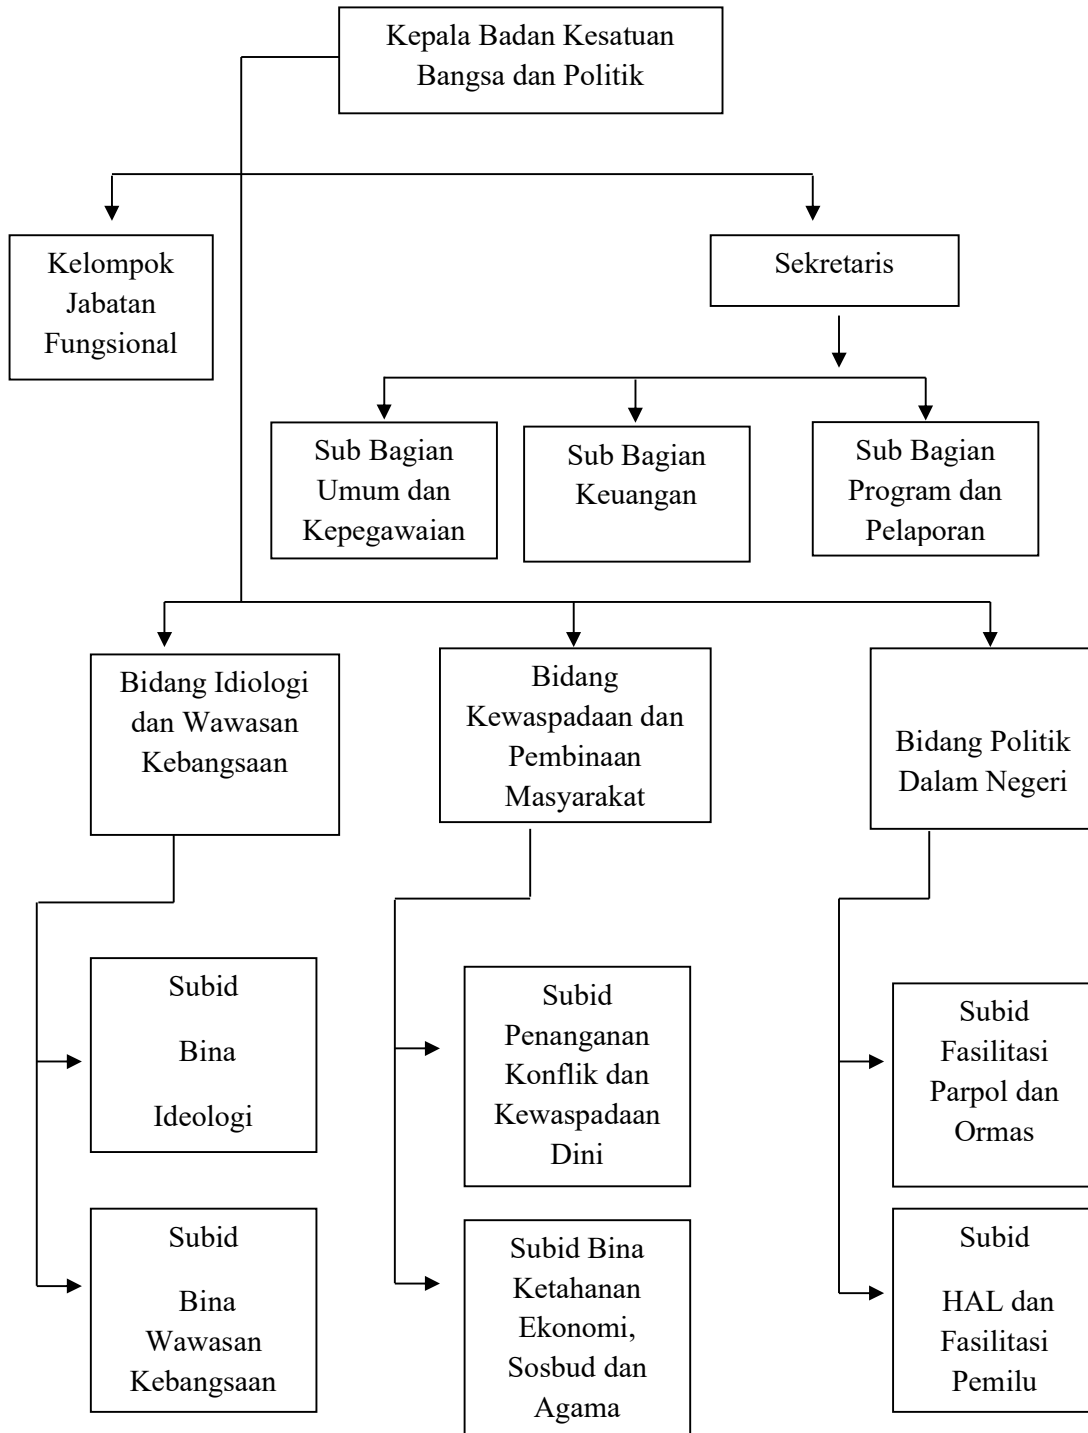 Kepala Badan Kesatuan
Bangsa dan Politik
Kelompok
Jabatan
Fungsional
Sekretaris
Sub Bagian
Umum dan
Kepegawaian
Sub Bagian
Keuangan
Sub Bagian
Program dan
Pelaporan
Bidang Idiologi
dan Wawasan
Kebangsaan
Bidang
Kewaspadaan dan
Pembinaan
Masyarakat
Bidang Politik
Dalam Negeri
Subid
Bina
Ideologi
Subid
Penanganan
Konflik dan
Kewaspadaan
Dini
Subid
Fasilitasi
Parpol dan
Ormas
Subid
Bina
Wawasan
Kebangsaan
Subid Bina
Ketahanan
Ekonomi,
Sosbud dan
Agama
Subid
HAL dan
Fasilitasi
Pemilu